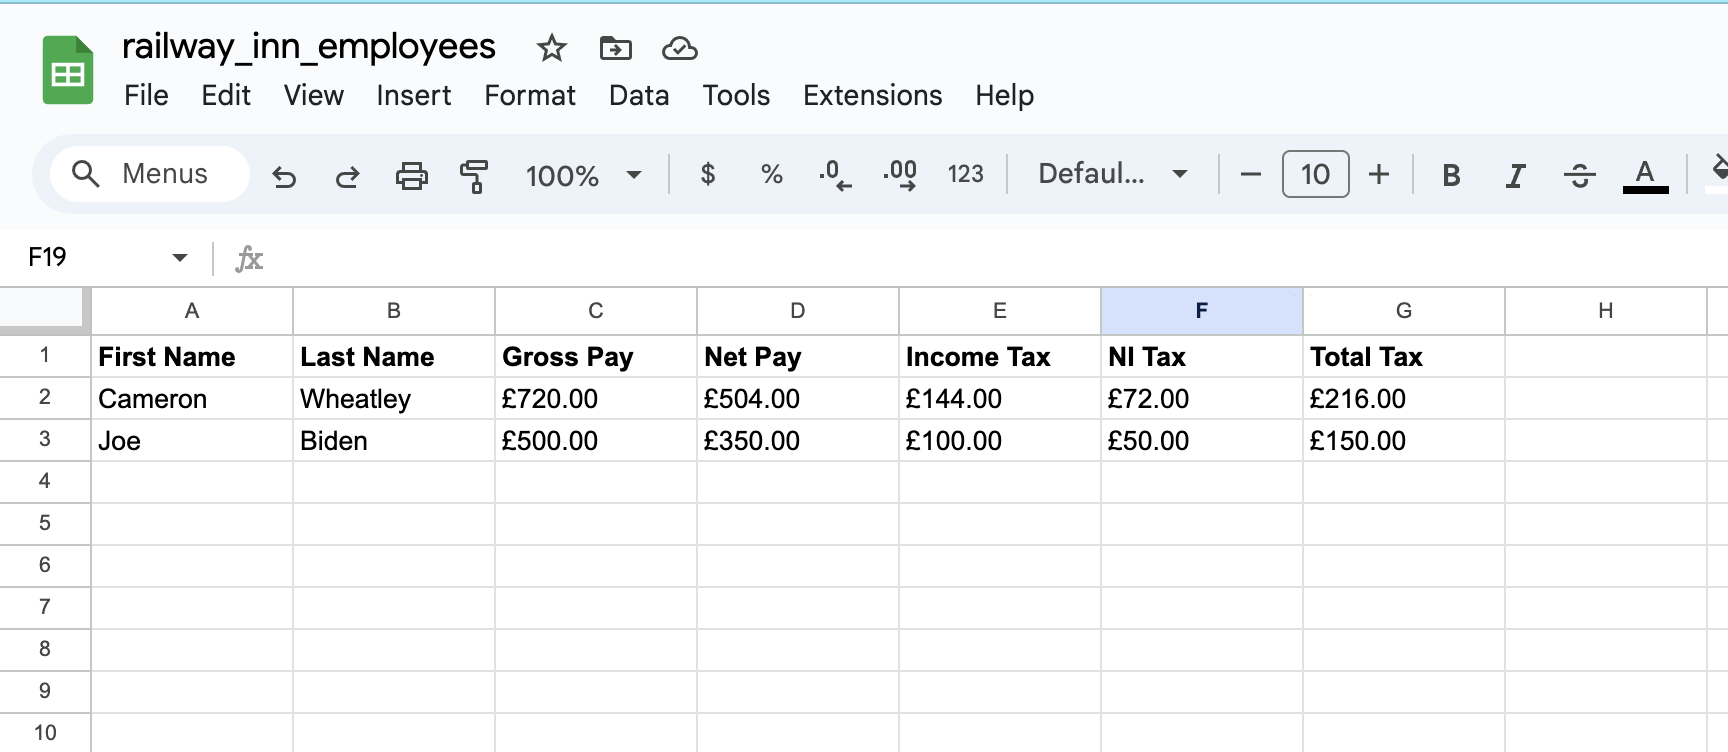 railway_inn_employees
File Edit View Insert Format Data Tools Extensions Help
Menus 100% $ % .0 .00 123 Defaul... 10 B I S A
F19 fx
A B C D E F G H
1 First Name Last Name Gross Pay Net Pay Income Tax NI Tax Total Tax
2 Cameron Wheatley £720.00 £504.00 £144.00 £72.00 £216.00
3 Joe Biden £500.00 £350.00 £100.00 £50.00 £150.00
4
5
6
7
8
9
10